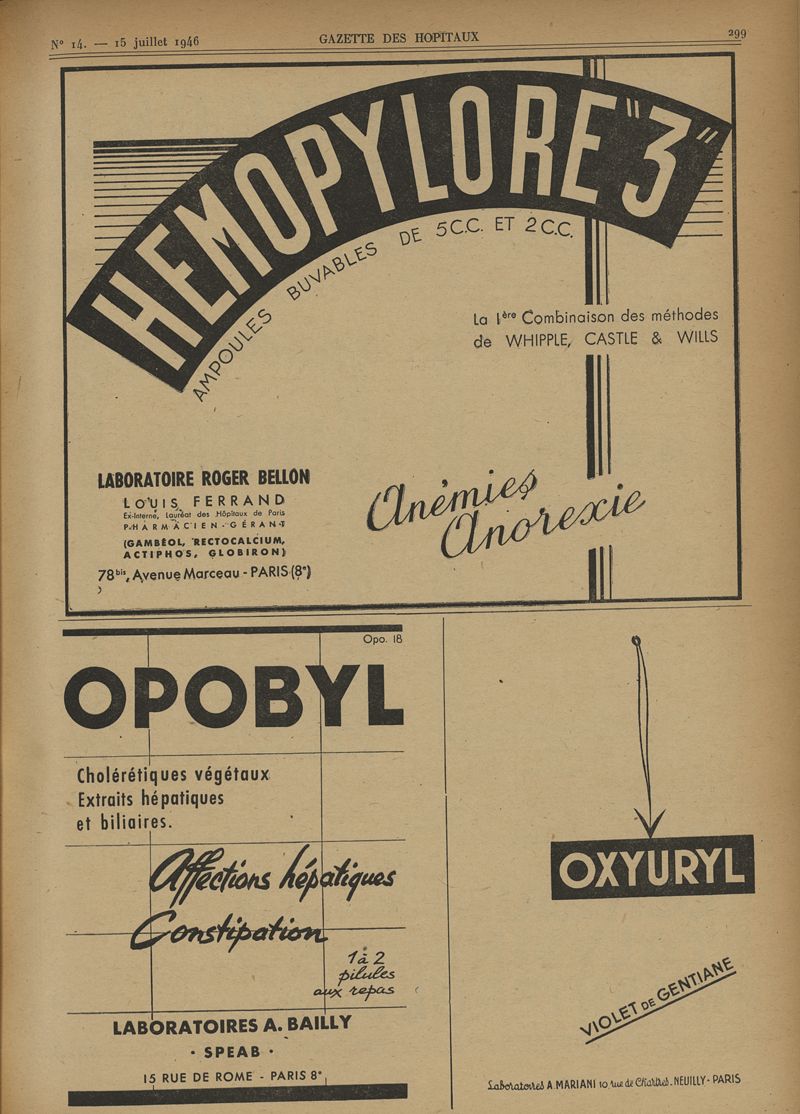 N° 14. — 15 juillet 1946 GAZETTE DES HOPITAUX 299
HEMOPYLORE "3"
AMPOULES BUVABLES DE 5 C.C. ET 2 C.C.
La 1ère Combinaison des méthodes
de WHIPPLE, CASTLE & WILLS
LABORATOIRE ROGER BELLON
LOUIS FERRAND
Ex-Interne, Lauréat des Hôpitaux de Paris
PHARMACIEN-GÉRANT
(GAMBÉOL, RECTOCALCIUM,
ACTIPHOS, GLOBIRON)
78bis, Avenue Marceau - PARIS (8e)
Anémies
Anorexie
Opo. 18
OPOBYL
Cholérétiques végétaux
Extraits hépatiques
et biliaires.
Affections hépatiques
Constipation
1 à 2
pilules
aux repas
LABORATOIRES A. BAILLY
· SPEAB ·
15 RUE DE ROME - PARIS 8e
OXYURYL
VIOLET DE GENTIANE
Laboratoires A. MARIANI 10 rue de Chartres. NEUILLY - PARIS